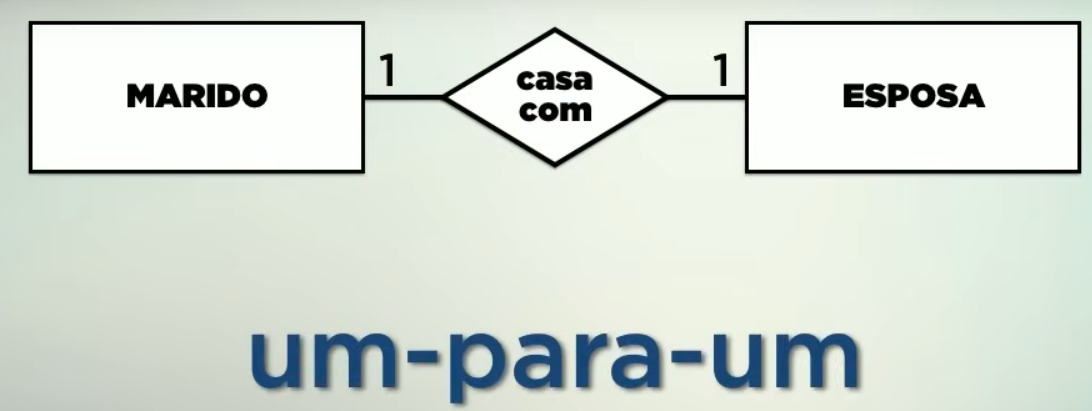 MARIDO
1
casa
com
1
ESPOSA
um-para-um